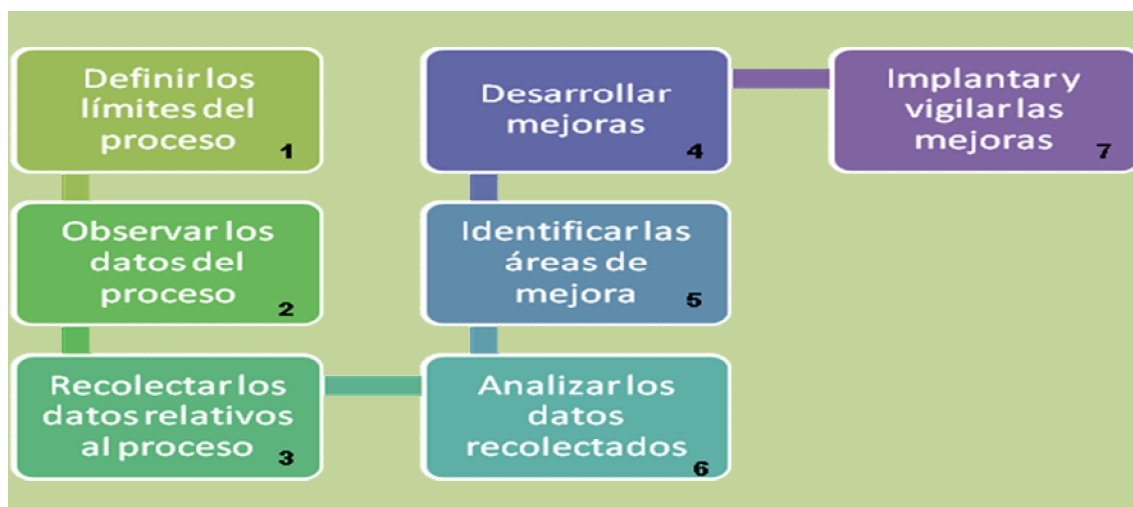 Definir los
límites del
proceso
1
Observar los
datos del
proceso
2
Recolectar los
datos relativos
al proceso
3
Desarrollar
mejoras
4
Identificar las
áreas de
mejora
5
Analizar los
datos
recolectados
6
Implantar y
vigilar las
mejoras
7